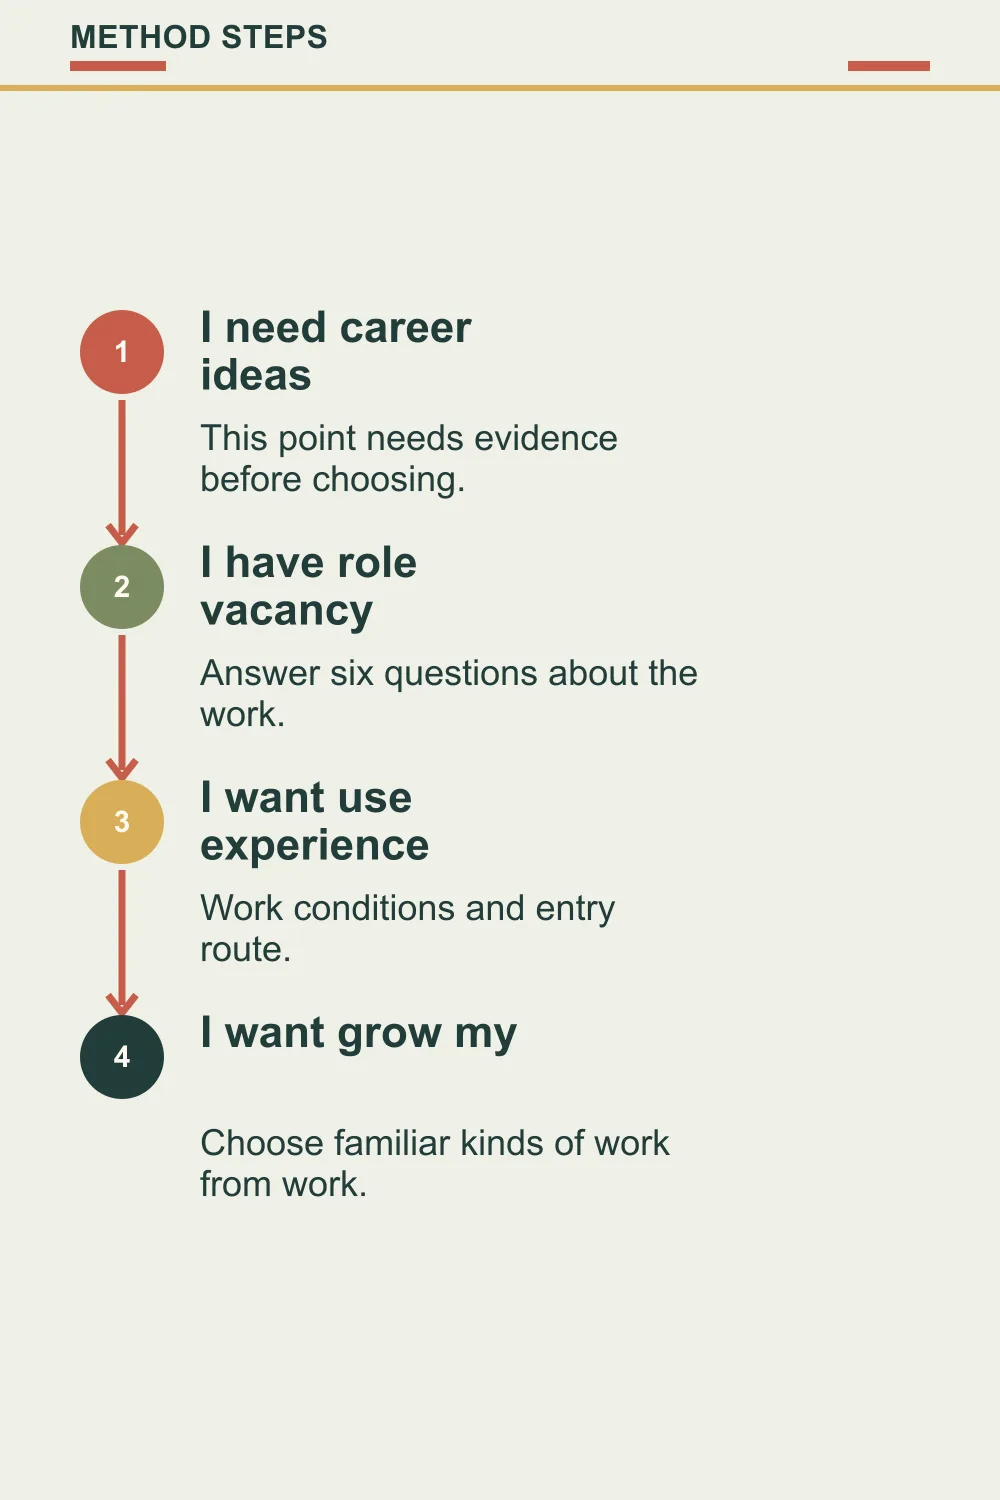 METHOD STEPS
1
I need career
ideas
This point needs evidence
before choosing.
2
I have role
vacancy
Answer six questions about the
work.
3
I want use
experience
Work conditions and entry
route.
4
I want grow my
Choose familiar kinds of work
from work.